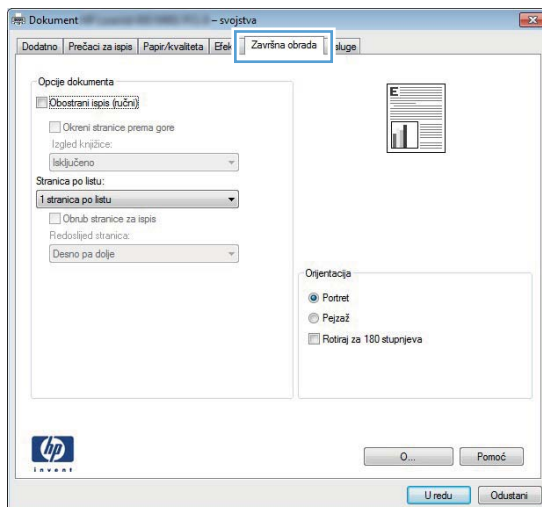 Dokument – svojstva
Dodatno Prečaci za ispis Papir/kvaliteta Efek Završna obrada sluge
Opcije dokumenta
Obostrani ispis (ručni)
Okreni stranice prema gore
Izgled knjižice:
Isključeno
Stranica po listu:
1 stranica po listu
Obrub stranice za ispis
Redoslijed stranica:
Desno pa dolje
E
Orijentacija
Portret
Pejzaž
Rotiraj za 180 stupnjeva
hp
invent
O... Pomoć
U redu Odustani